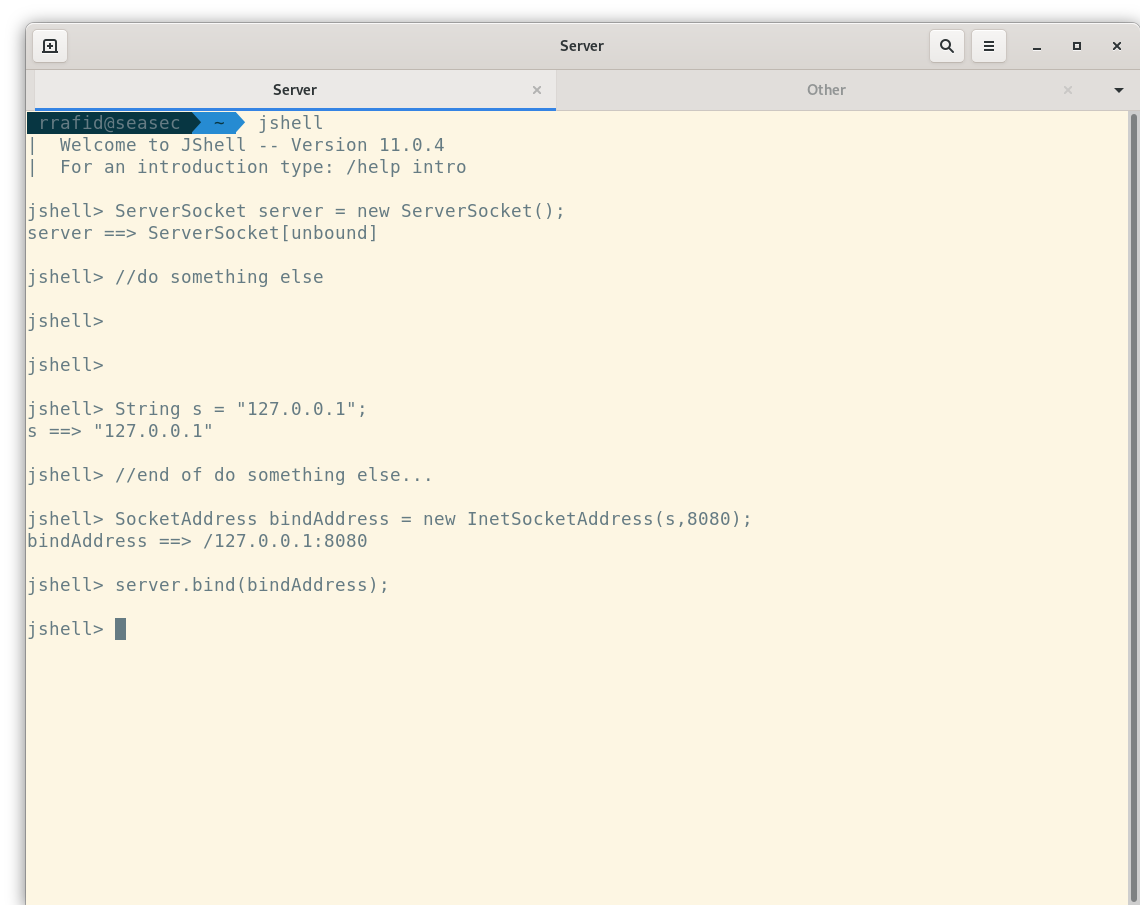 Server
Server
Other
rrafid@seasec ~ jshell
| Welcome to JShell -- Version 11.0.4
| For an introduction type: /help intro
jshell> ServerSocket server = new ServerSocket();
server ==> ServerSocket[unbound]
jshell> //do something else
jshell>
jshell>
jshell> String s = "127.0.0.1";
s ==> "127.0.0.1"
jshell> //end of do something else...
jshell> SocketAddress bindAddress = new InetSocketAddress(s,8080);
bindAddress ==> /127.0.0.1:8080
jshell> server.bind(bindAddress);
jshell>